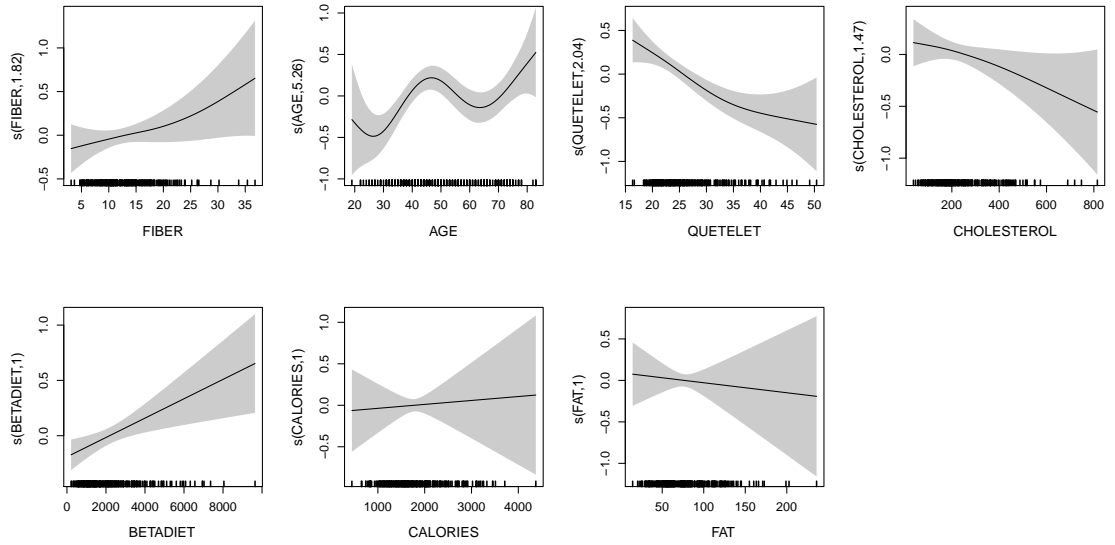 s(FIBER,1.82)
−0.5 0.0 0.5 1.0
5 10 15 20 25 30 35
FIBER
s(AGE,5.26)
−1.0 −0.5 0.0 0.5 1.0
20 30 40 50 60 70 80
AGE
s(QUETELET,2.04)
−1.0 −0.5 0.0 0.5
15 20 25 30 35 40 45 50
QUETELET
s(CHOLESTEROL,1.47)
−1.0 −0.5 0.0
200 400 600 800
CHOLESTEROL
s(BETADIET,1)
0.0 0.5 1.0
0 2000 4000 6000 8000
BETADIET
s(CALORIES,1)
−0.5 0.0 0.5 1.0
1000 2000 3000 4000
CALORIES
s(FAT,1)
−1.0 −0.5 0.0 0.5
50 100 150 200
FAT